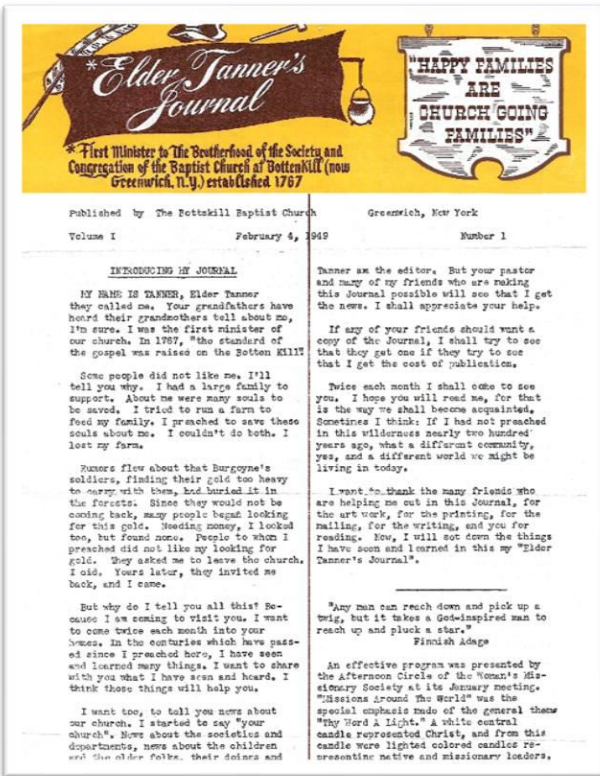 *Elder Tanner's
Journal
"HAPPY FAMILIES
ARE
CHURCH GOING
FAMILIES"
*First Minister to The Brotherhood of the Society and
Congregation of the Baptist Church at Bottenkill (now
Greenwich, N.Y.) established 1767
Published by The Bottskill Baptist Church Greenwich, New York
Volume I February 4, 1949 Number 1
INTRODUCING MY JOURNAL
MY NAME IS TANNER, Elder Tanner
they called me. Your grandfathers have
heard their grandmothers tell about me,
I'm sure. I was the first minister of
our church. In 1767, "the standard of
the gospel was raised on the Botten Kill"
Some people did not like me. I'll
tell you why. I had a large family to
support. About me were many souls to
be saved. I tried to run a farm to
feed my family. I preached to save these
souls about me. I couldn't do both. I
lost my farm.
Rumors flew about that Burgoyne's
soldiers, finding their gold too heavy
to carry with them, had buried it in
the forests. Since they would not be
coming back, many people began looking
for this gold. Needing money, I looked
too, but found none. People to whom I
preached did not like my looking for
gold. They asked me to leave the church.
I did. Years later, they invited me
back, and I came.
But why do I tell you all this? Be-
cause I am coming to visit you. I want
to come twice each month into your
homes. In the centuries which have pass-
ed since I preached here, I have seen
and learned many things. I want to share
with you what I have seen and heard. I
think those things will help you.
I want too, to tell you news about
our church. I started to say "your
church". News about the societies and
departments, news about the children
and the older folks, their doings and
Tanner am the editor. But your pastor
and many of my friends who are making
this Journal possible will see that I get
the news. I shall appreciate your help.
If any of your friends should want a
copy of the Journal, I shall try to see
that they get one if they try to see
that I get the cost of publication.
Twice each month I shall come to see
you. I hope you will read me, for that
is the way we shall become acquainted.
Sometimes I think: If I had not preached
in this wilderness nearly two hundred
years ago, what a different community,
yes, and a different world we might be
living in today.
I want to thank the many friends who
are helping me out in this Journal, for
the art work, for the printing, for the
mailing, for the writing, and you for
reading. Now, I will set down the things
I have seen and learned in this my "Elder
Tanner's Journal".
"Any man can reach down and pick up a
twig, but it takes a God-inspired man to
reach up and pluck a star."
Finnish Adage
An effective program was presented by
the Afternoon Circle of the Woman's Mis-
sionary Society at its January meeting.
"Missions Around The World" was the
special emphasis made of the general theme
"Thy Word A Light." A white central
candle represented Christ, and from this
candle were lighted colored candles re-
presenting native and missionary leaders,